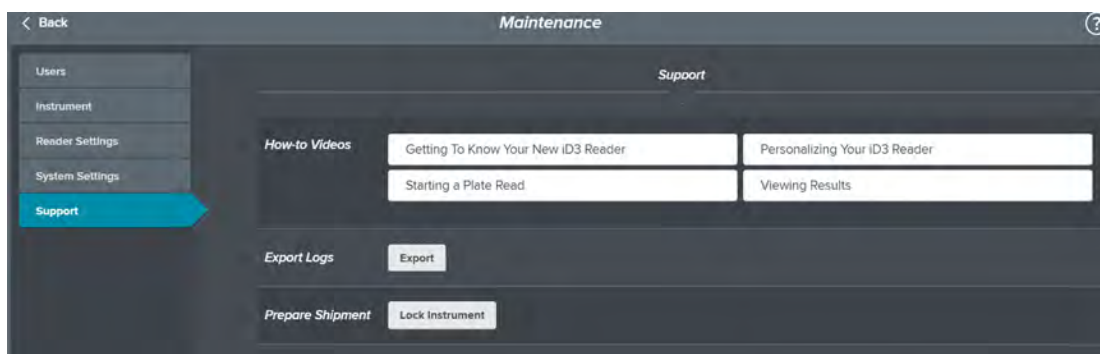 Back
Maintenance
?
Users
Instrument
Reader Settings
System Settings
Support
Support
How-to Videos
Getting To Know Your New iD3 Reader
Personalizing Your iD3 Reader
Starting a Plate Read
Viewing Results
Export Logs
Export
Prepare Shipment
Lock Instrument